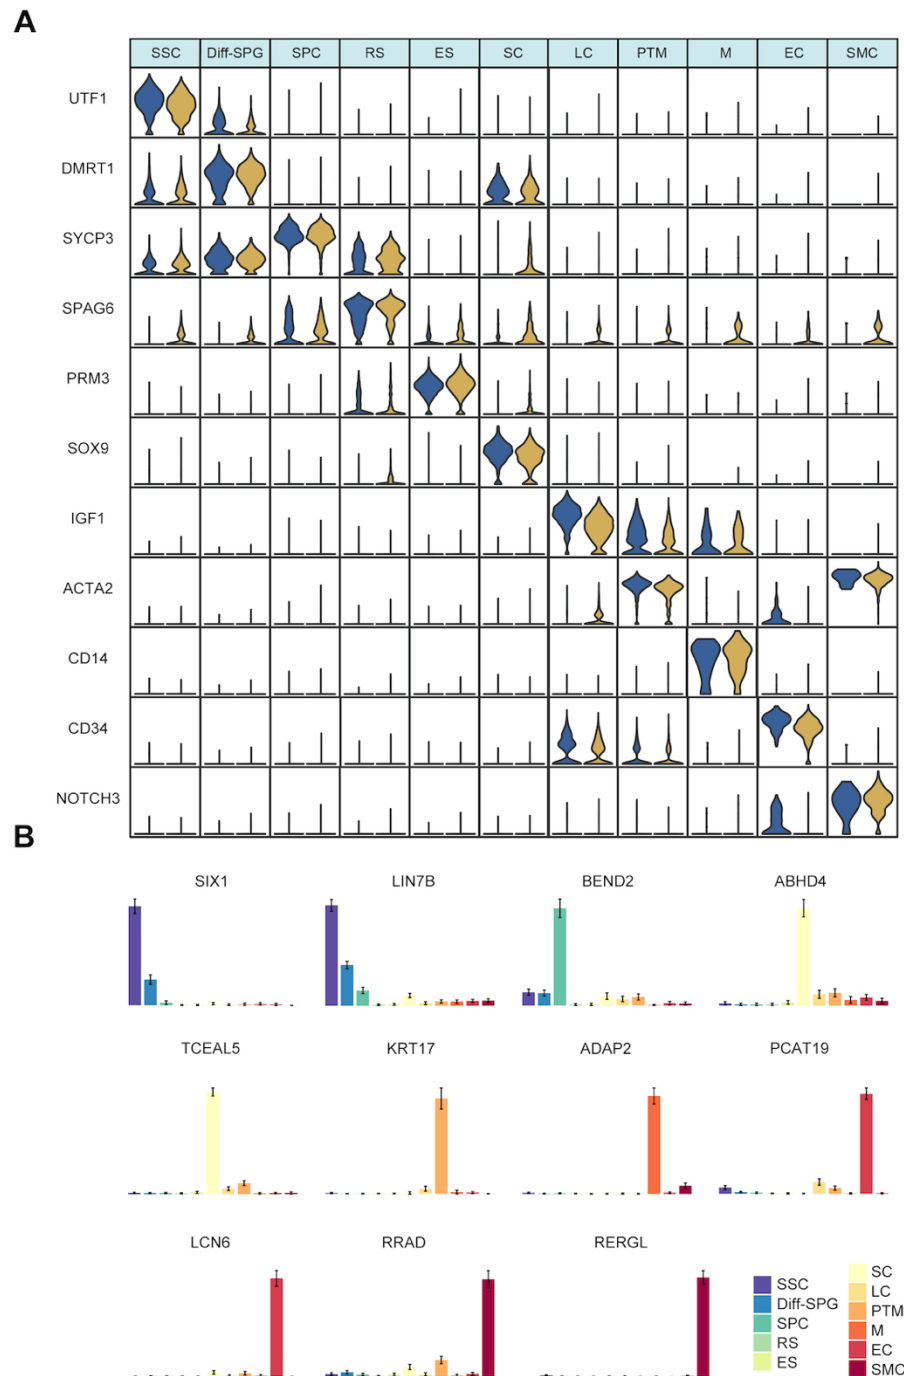 A
SSC Diff-SPG SPC RS ES SC LC PTM M EC SMC
UTF1
DMRT1
SYCP3
SPAG6
PRM3
SOX9
IGF1
ACTA2
CD14
CD34
NOTCH3
B
SIX1 LIN7B BEND2 ABHD4
TCEAL5 KRT17 ADAP2 PCAT19
LCN6 RRAD RERGL
SSC
Diff-SPG
SPC
RS
ES
SC
LC
PTM
M
EC
SMC